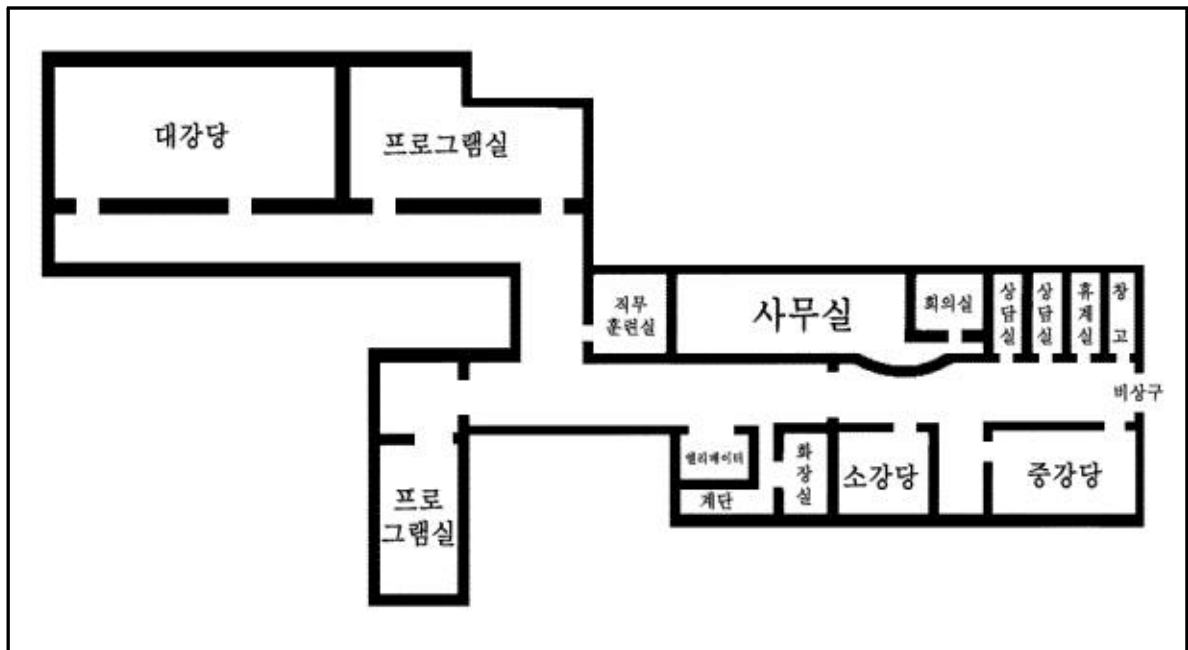 대강당
프로그램실
직무
훈련실
사무실
회의실
상담실
상담실
휴게실
창고
비상구
엘리베이터
계단
화장실
소강당
중강당
프로
그램실